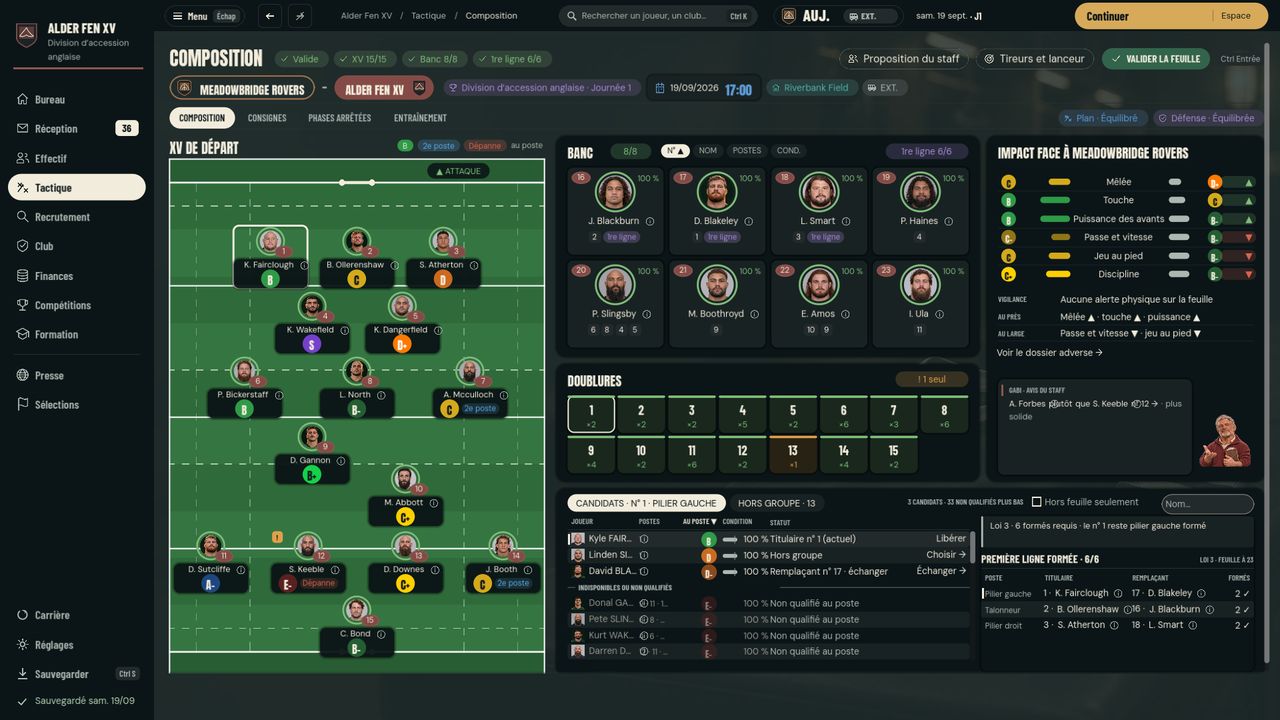 ALDER FEN XV
Division d'accession
anglaise
Menu Échap
Alder Fen XV / Tactique / Composition
Rechercher un joueur, un club... Ctrl K
AUJ. EXT.
sam. 19 sept. · J1
Continuer Espace
Bureau
Réception 36
Effectif
Tactique
Recrutement
Club
Finances
Compétitions
Formation
Presse
Sélections
Carrière
Réglages
Sauvegarder Ctrl S
Sauvegardé sam. 19/09
COMPOSITION
Valide
XV 15/15
Banc 8/8
1re ligne 6/6
Proposition du staff
Tireurs et lanceur
VALIDER LA FEUILLE
Ctrl Entrée
MEADOWBRIDGE ROVERS - ALDER FEN XV
Division d'accession anglaise · Journée 1
19/09/2026 17:00
Riverbank Field
EXT.
COMPOSITION CONSIGNES PHASES ARRÊTÉES ENTRAÎNEMENT
Plan · Équilibré
Défense · Équilibrée
XV DE DÉPART
B 2e poste Dépanne au poste
▲ ATTAQUE
1 2 3
K. Fairclough B. Ollerenshaw S. Atherton
B C D
4 5
K. Wakefield K. Dangerfield
S D+
6 8 7
P. Bickerstaff L. North A. Mcculloch
B B- C 2e poste
9
D. Gannon
B+
10
M. Abbott
C+
! 11 12 13 14
D. Sutcliffe S. Keeble D. Downes J. Booth
A- E- Dépanne C+ C 2e poste
15
C. Bond
B-
BANC 8/8 N° ▲ NOM POSTES COND. 1re ligne 6/6
16 100 % 17 100 % 18 100 % 19 100 %
J. Blackburn D. Blakeley L. Smart P. Haines
2 1re ligne 1 1re ligne 3 1re ligne 4
20 100 % 21 100 % 22 100 % 23 100 %
P. Slingsby M. Boothroyd E. Amos I. Ula
6 8 4 5 9 10 9 11
DOUBLURES ! 1 seul
1 2 3 4 5 6 7 8
×2 ×2 ×2 ×5 ×2 ×6 ×3 ×6
9 10 11 12 13 14 15
×4 ×2 ×6 ×2 ×1 ×4 ×2
IMPACT FACE À MEADOWBRIDGE ROVERS
C Mêlée D+ ▲
B Touche C ▲
B Puissance des avants B- ▲
C- Passe et vitesse B- ▼
C Jeu au pied B- ▼
C+ Discipline B-
VIGILANCE Aucune alerte physique sur la feuille
AU PRÈS Mêlée ▲ · touche ▲ · puissance ▲
AU LARGE Passe et vitesse ▼ · jeu au pied ▼
Voir le dossier adverse →
GABI · AVIS DU STAFF
A. Forbes plutôt que S. Keeble n°12 → · plus
solide
CANDIDATS · N° 1 · PILIER GAUCHE HORS GROUPE · 13
3 CANDIDATS · 33 NON QUALIFIÉS PLUS BAS
Hors feuille seulement
Nom...
JOUEUR POSTES AU POSTE ▼ CONDITION STATUT
Kyle FAIR... B 100 % Titulaire n° 1 (actuel) Libérer
Linden SI... D 100 % Hors groupe Choisir →
David BLA... D- 100 % Remplaçant n° 17 · échanger Échanger →
INDISPONIBLES OU NON QUALIFIÉS
Donal GA... 11 · 1... E- 100 % Non qualifié au poste
Pete SLIN... 8 · E- 100 % Non qualifié au poste
Kurt WAK... 6 · E- 100 % Non qualifié au poste
Darren D... 11 · E- 100 % Non qualifié au poste
Loi 3 · 6 formés requis · le n° 1 reste pilier gauche formé
PREMIÈRE LIGNE FORMÉE · 6/6 LOI 3 · FEUILLE À 23
POSTE TITULAIRE REMPLAÇANT FORMÉS
Pilier gauche 1 · K. Fairclough 17 · D. Blakeley 2 ✓
Talonneur 2 · B. Ollerenshaw 16 · J. Blackburn 2 ✓
Pilier droit 3 · S. Atherton 18 · L. Smart 2 ✓